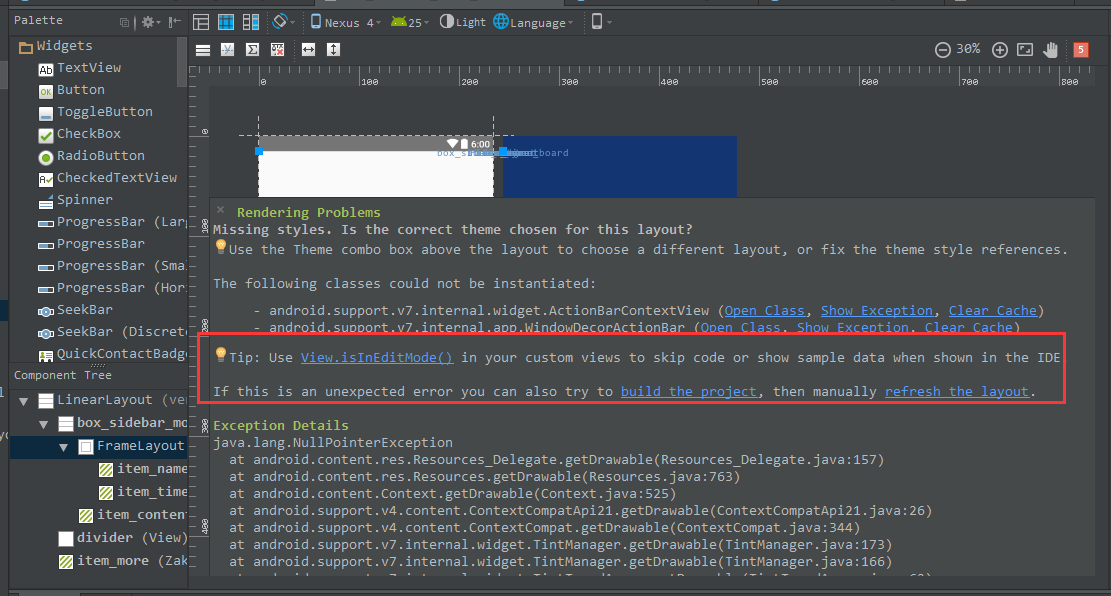 Palette
Nexus 4
25
Light
Language
30%
5
Widgets
TextView
Button
ToggleButton
CheckBox
RadioButton
CheckedTextView
Spinner
ProgressBar (Lar
ProgressBar
ProgressBar (Sma
ProgressBar (Hor
SeekBar
SeekBar (Discret
QuickContactBadg
Component Tree
LinearLayout (ver
box_sidebar_mo
FrameLayout
item_name
item_time
item_conten
divider (View)
item_more (Zak
0
100
200
300
400
500
600
700
800
0
100
200
300
400
6:00
Rendering Problems
Missing styles. Is the correct theme chosen for this layout?
Use the Theme combo box above the layout to choose a different layout, or fix the theme style references.
The following classes could not be instantiated:
- android.support.v7.internal.widget.ActionBarContextView (Open Class, Show Exception, Clear Cache)
- android.support.v7.internal.app.WindowDecorActionBar (Open Class, Show Exception, Clear Cache)
Tip: Use View.isInEditMode() in your custom views to skip code or show sample data when shown in the IDE
If this is an unexpected error you can also try to build the project, then manually refresh the layout.
Exception Details
java.lang.NullPointerException
at android.content.res.Resources_Delegate.getDrawable(Resources_Delegate.java:157)
at android.content.res.Resources.getDrawable(Resources.java:763)
at android.content.Context.getDrawable(Context.java:525)
at android.support.v4.content.ContextCompatApi21.getDrawable(ContextCompatApi21.java:26)
at android.support.v4.content.ContextCompat.getDrawable(ContextCompat.java:344)
at android.support.v7.internal.widget.TintManager.getDrawable(TintManager.java:173)
at android.support.v7.internal.widget.TintManager.getDrawable(TintManager.java:166)